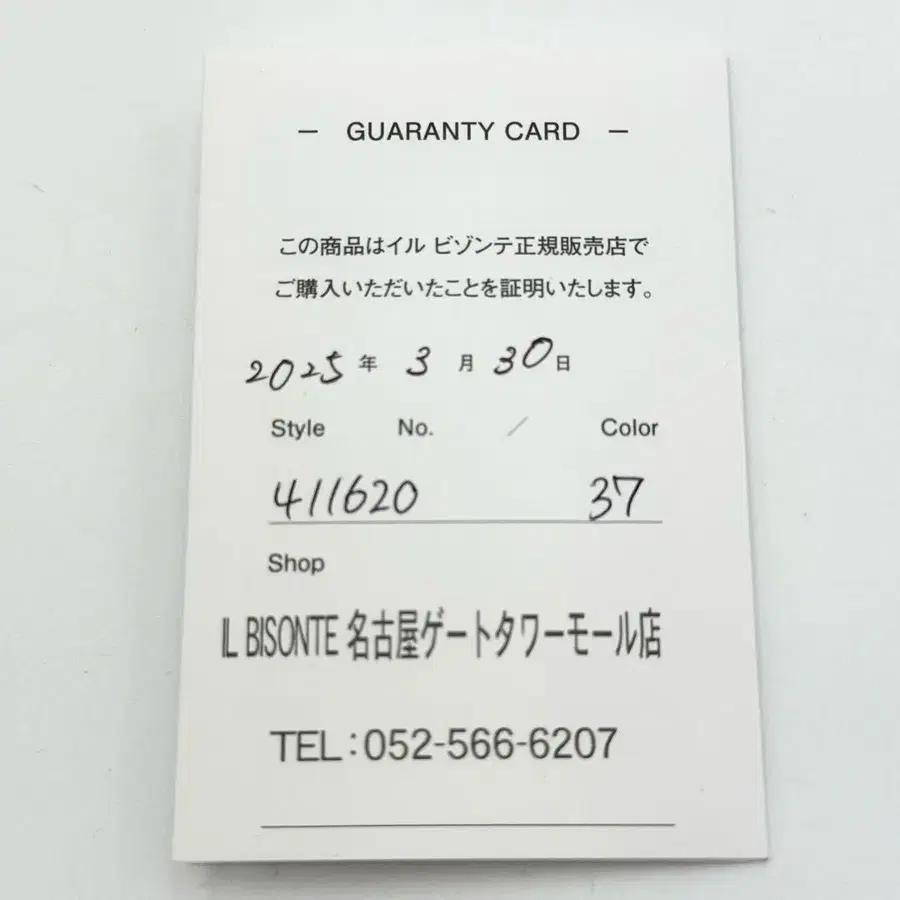 — GUARANTY CARD —
この商品はイル ビゾンテ正規販売店で
ご購入いただいたことを証明いたします。
2025年 3月 30日
Style No. / Color
411620 37
Shop
IL BISONTE 名古屋ゲートタワーモール店
TEL:052-566-6207